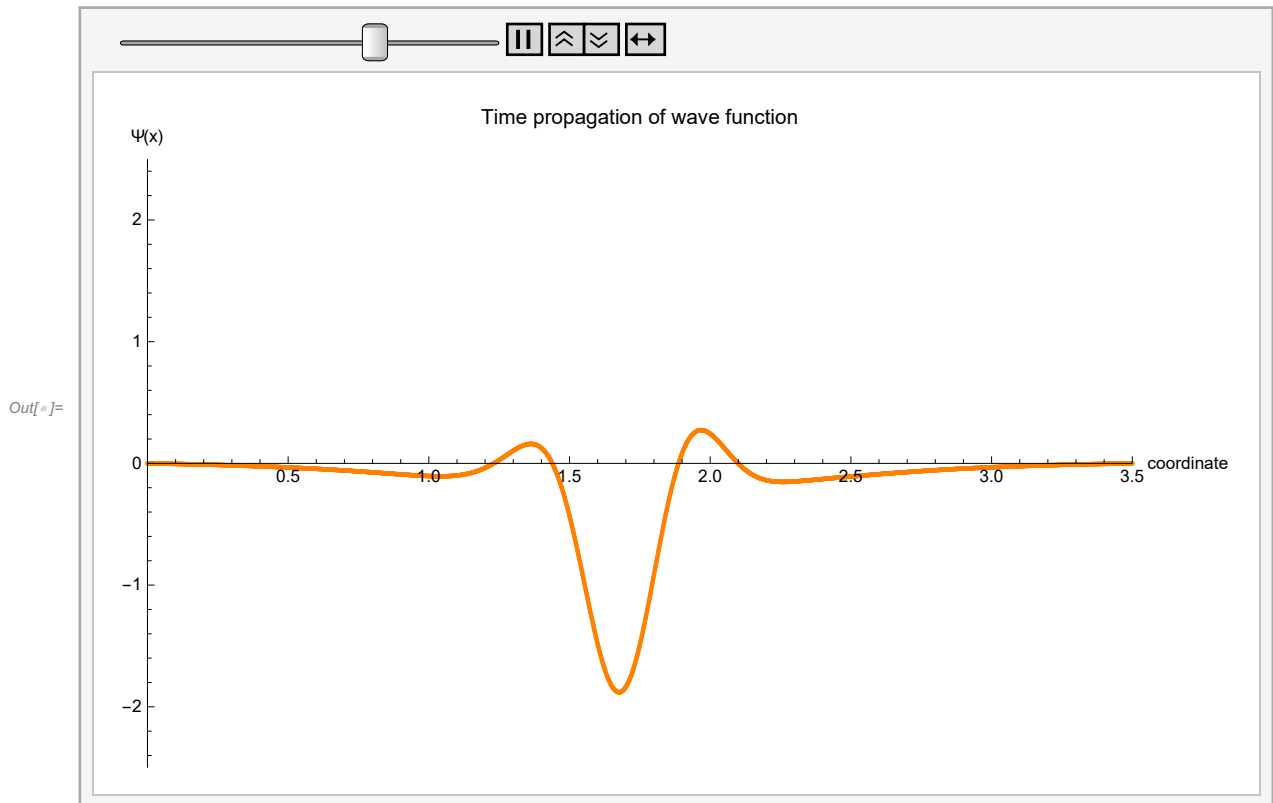 Time propagation of wave function
Ψ(x)
2
1
Out[ ]=
0
0.5 1.0 1.5 2.0 2.5 3.0 3.5 coordinate
−1
−2